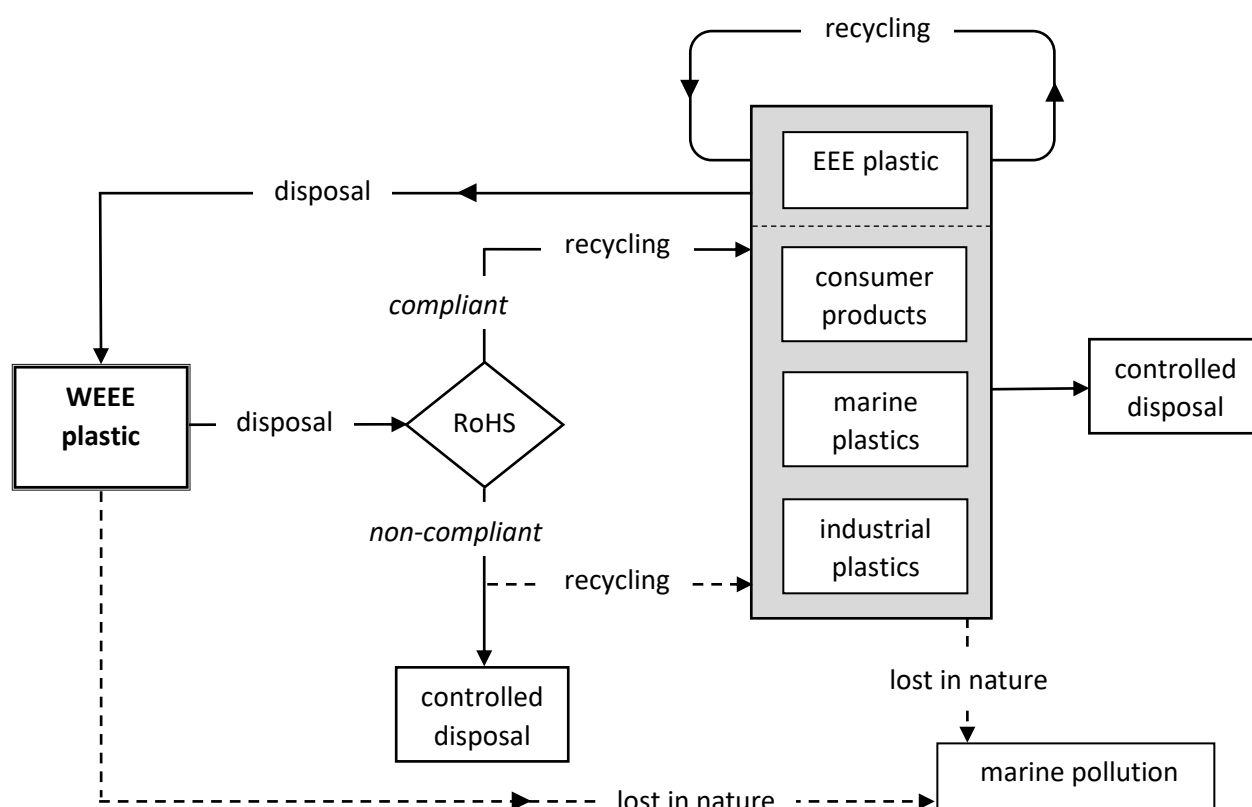 recycling
EEE plastic
disposal
recycling
consumer
products
compliant
controlled
disposal
WEEE
plastic
disposal
RoHS
marine
plastics
non-compliant
industrial
plastics
recycling
lost in nature
controlled
disposal
marine pollution
lost in nature